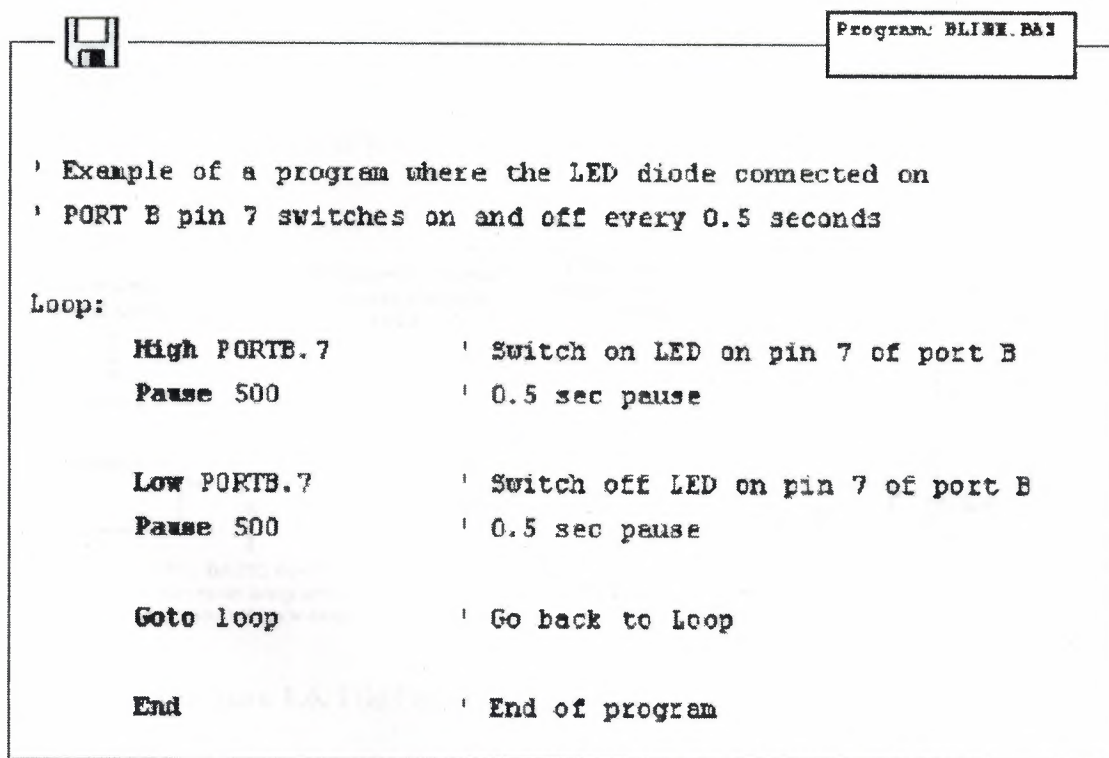 Program: BLINK.BAS
' Example of a program where the LED diode connected on
' PORT B pin 7 switches on and off every 0.5 seconds
Loop:
High PORTB.7 ' Switch on LED on pin 7 of port B
Pause 500 ' 0.5 sec pause
Low PORTB.7 ' Switch off LED on pin 7 of port B
Pause 500 ' 0.5 sec pause
Goto loop ' Go back to Loop
End ' End of program